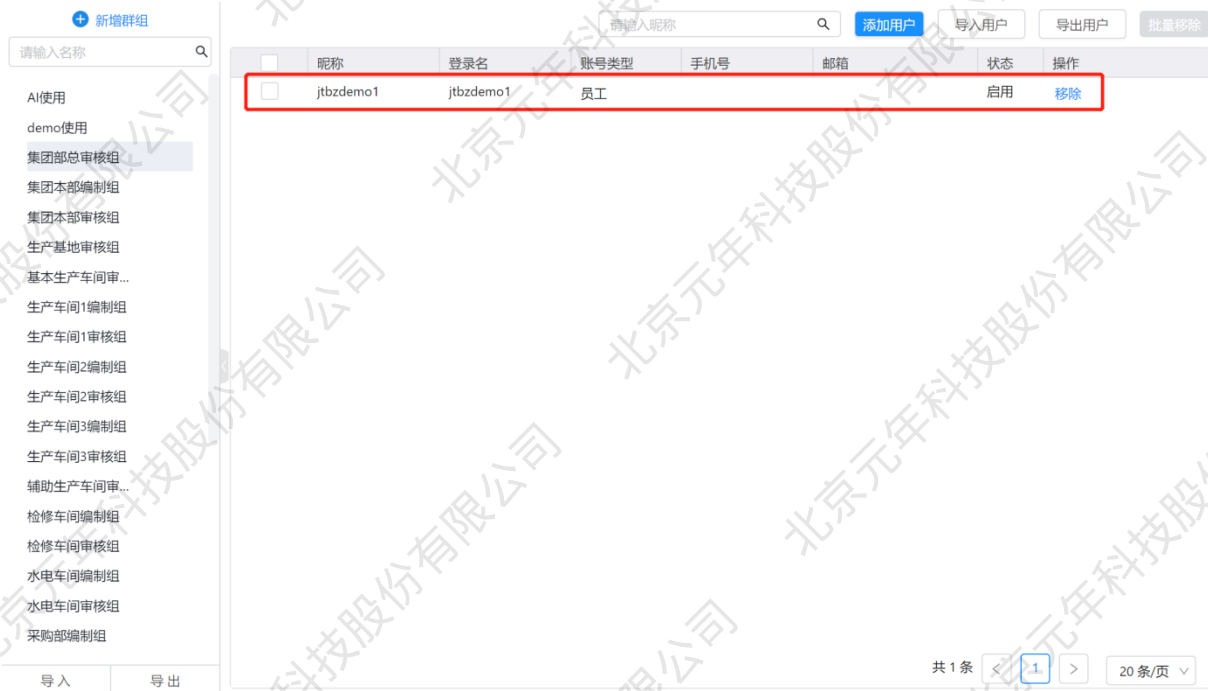 新增群组
请输入名称
AI使用
demo使用
集团部总审核组
集团本部编制组
集团本部审核组
生产基地审核组
基本生产车间审...
生产车间1编制组
生产车间1审核组
生产车间2编制组
生产车间2审核组
生产车间3编制组
生产车间3审核组
辅助生产车间审...
检修车间编制组
检修车间审核组
水电车间编制组
水电车间审核组
采购部编制组
导入 导出
请输入昵称 添加用户 导入用户 导出用户 批量移除
昵称 登录名 账号类型 手机号 邮箱 状态 操作
jtbzdemo1 jtbzdemo1 员工 启用 移除
共1条 < 1 > 20条/页
北京元年科技股份有限公司